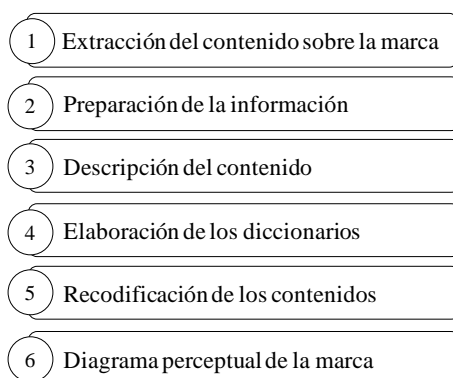 1 Extracción del contenido sobre la marca
2 Preparación de la información
3 Descripción del contenido
4 Elaboración de los diccionarios
5 Recodificación de los contenidos
6 Diagrama perceptual de la marca